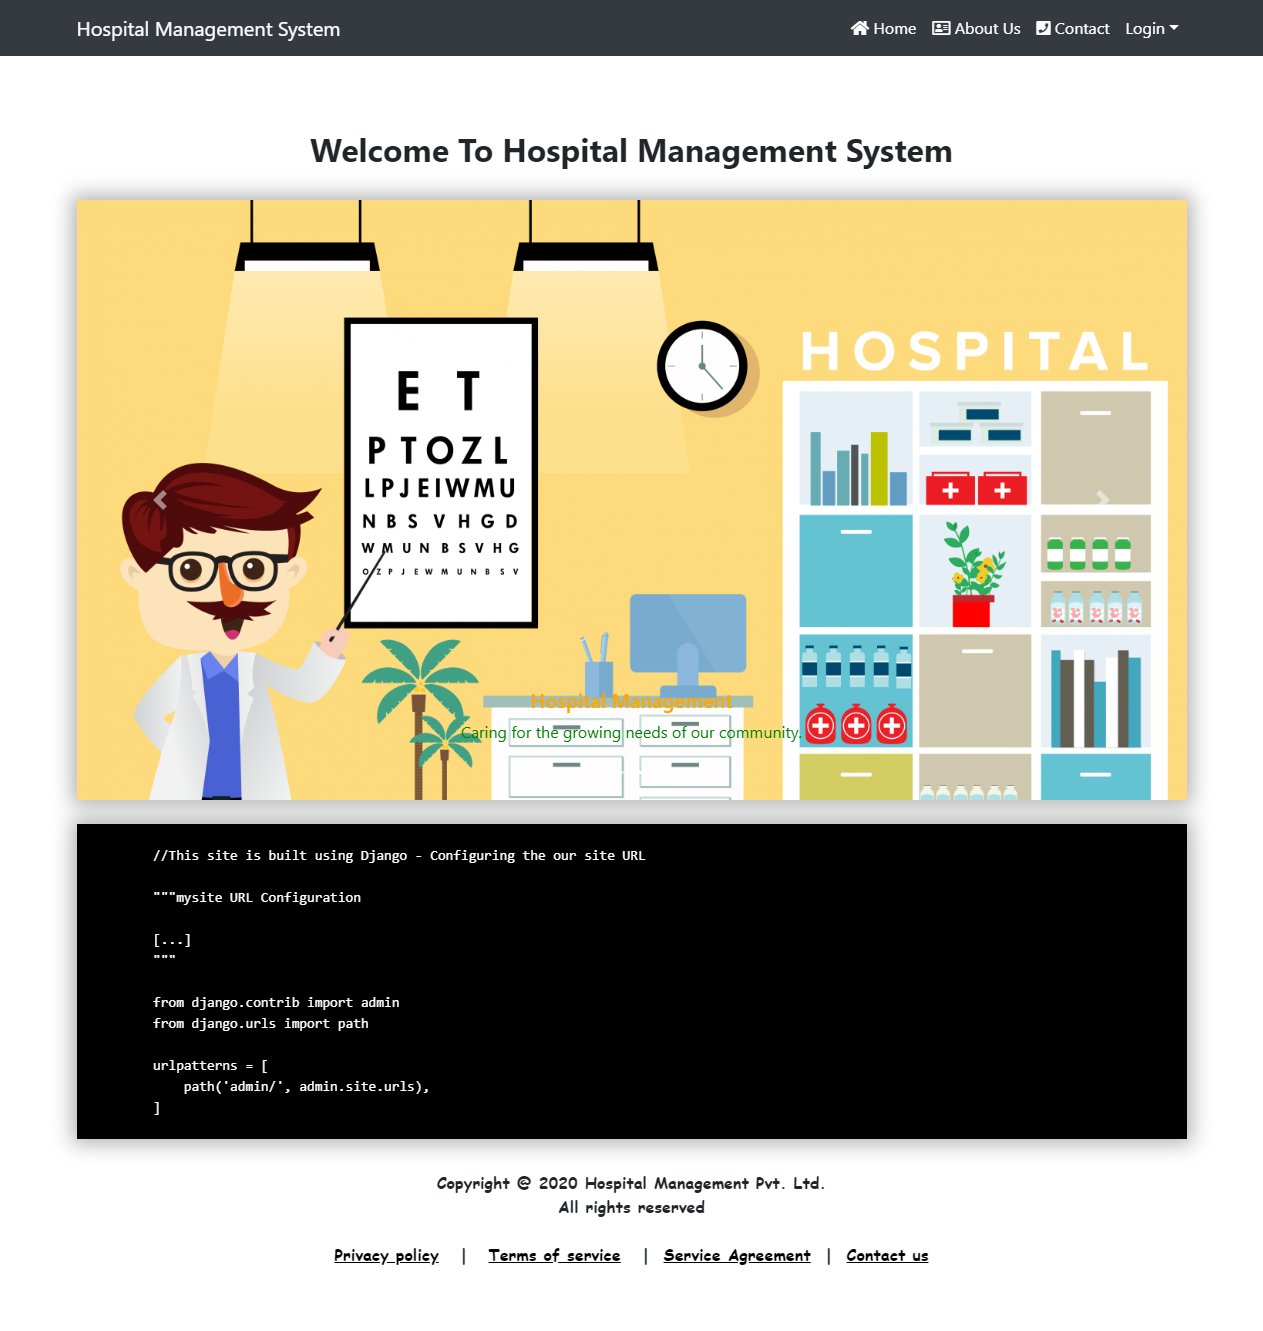 Hospital Management System
Home About Us Contact Login
Welcome To Hospital Management System
HOSPITAL
E T
P T O Z L
L P J E I W M U
N B S V H G D
W M U N B S V H G
O Z P J E W M U N B S V
Hospital Management
Caring for the growing needs of our community.
//This site is built using Django - Configuring the our site URL
"""mysite URL Configuration
[...]
"""
from django.contrib import admin
from django.urls import path
urlpatterns = [
    path('admin/', admin.site.urls),
]
Copyright @ 2020 Hospital Management Pvt. Ltd.
All rights reserved
Privacy policy | Terms of service | Service Agreement | Contact us